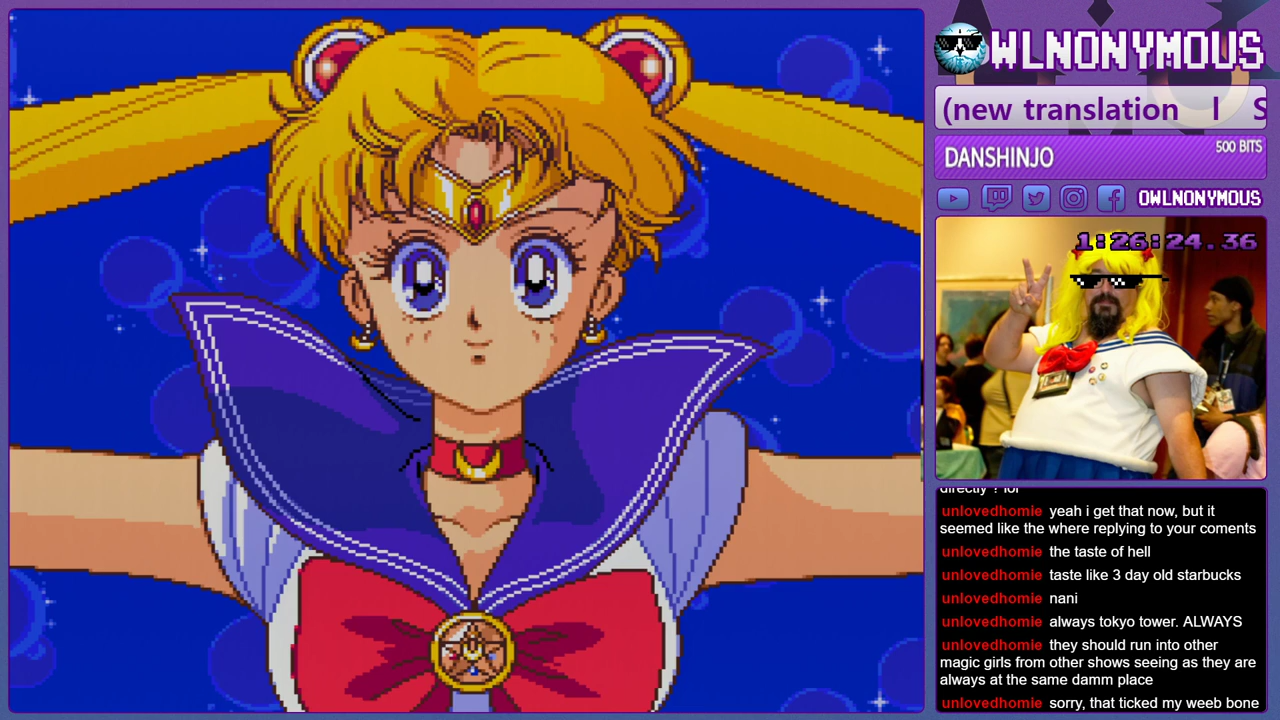 WLNONYMOUS
(new translation | S
DANSHINJO
500 BITS
OWLNONYMOUS
1:26:24.36
directly ? lol
unlovedhomie yeah i get that now, but it
seemed like the where replying to your coments
unlovedhomie the taste of hell
unlovedhomie taste like 3 day old starbucks
unlovedhomie nani
unlovedhomie always tokyo tower. ALWAYS
unlovedhomie they should run into other
magic girls from other shows seeing as they are
always at the same damm place
unlovedhomie sorry, that ticked my weeb bone